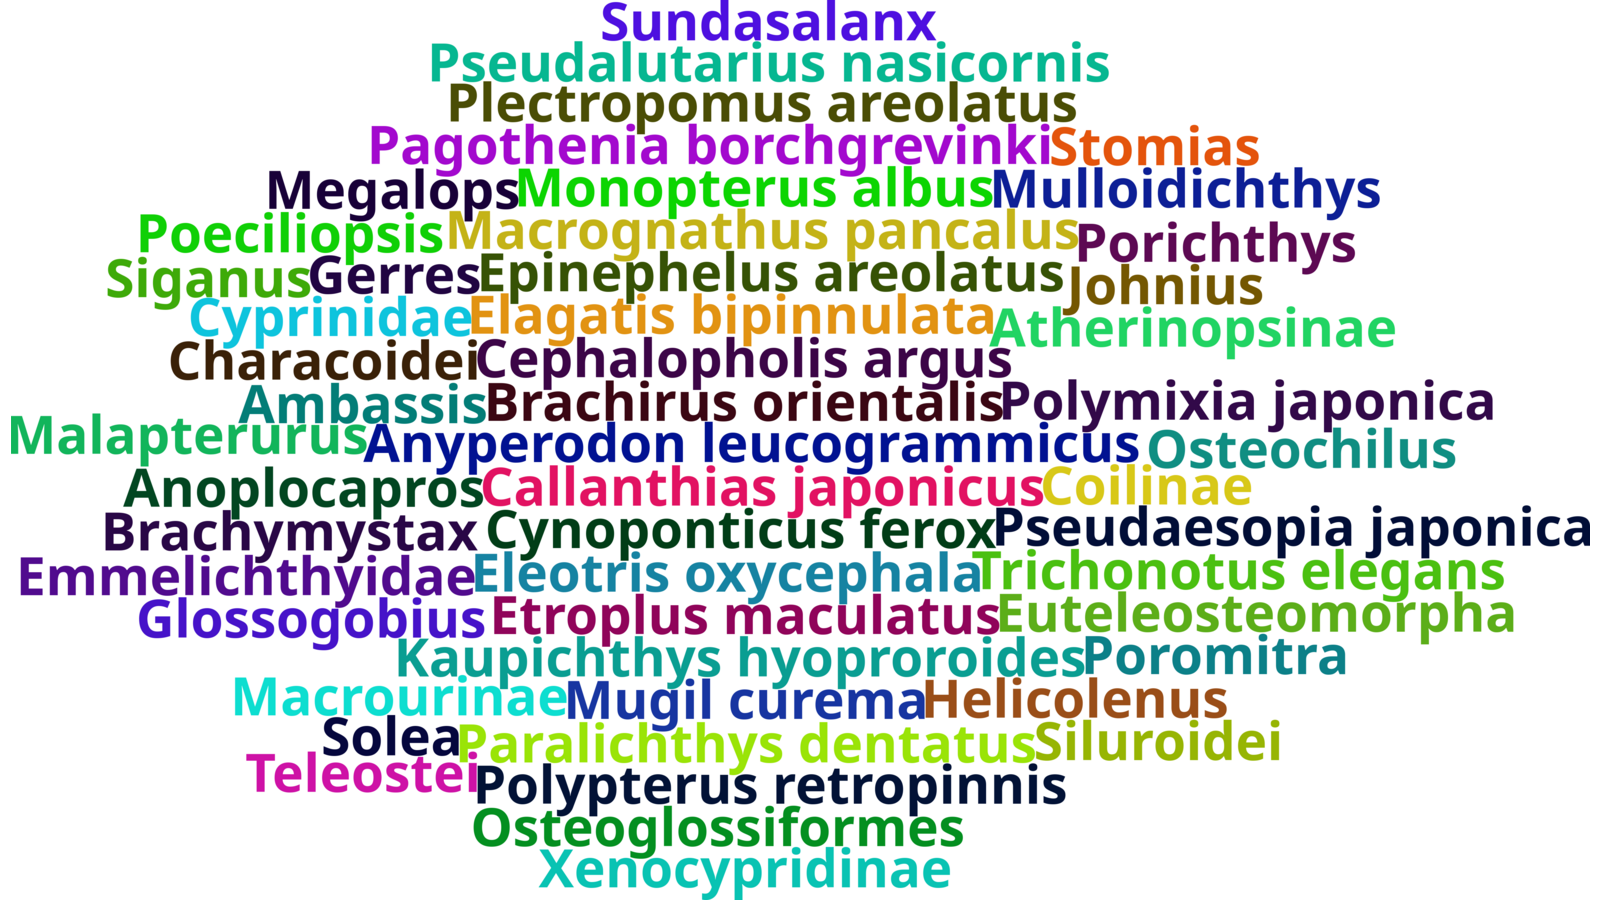 Sundasalanx
Pseudalutarius nasicornis
Plectropomus areolatus
Pagothenia borchgrevinki Stomias
Megalops Monopterus albus Mulloidichthys
Poeciliopsis Macrognathus pancalus Porichthys
Siganus Gerres Epinephelus areolatus Johnius
Cyprinidae Elagatis bipinnulata Atherinopsinae
Characoidei Cephalopholis argus
Ambassis Brachirus orientalis Polymixia japonica
Malapterurus Anyperodon leucogrammicus Osteochilus
Anoplocapros Callanthias japonicus Coilinae
Brachymystax Cynoponticus ferox Pseudaesopia japonica
Emmelichthyidae Eleotris oxycephala Trichonotus elegans
Glossogobius Etroplus maculatus Euteleosteomorpha
Kaupichthys hyoproroides Poromitra
Macrourinae Mugil curema Helicolenus
Solea Paralichthys dentatus Siluroidei
Teleostei Polypterus retropinnis
Osteoglossiformes
Xenocypridinae